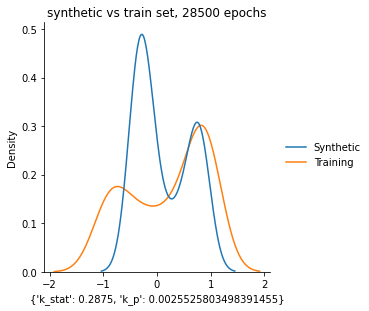 synthetic vs train set, 28500 epochs
0.5
0.4
0.3
0.2
0.1
0.0
Density
Synthetic
Training
−2
−1
0
1
2
{'k_stat': 0.2875, 'k_p': 0.0025525803498391455}